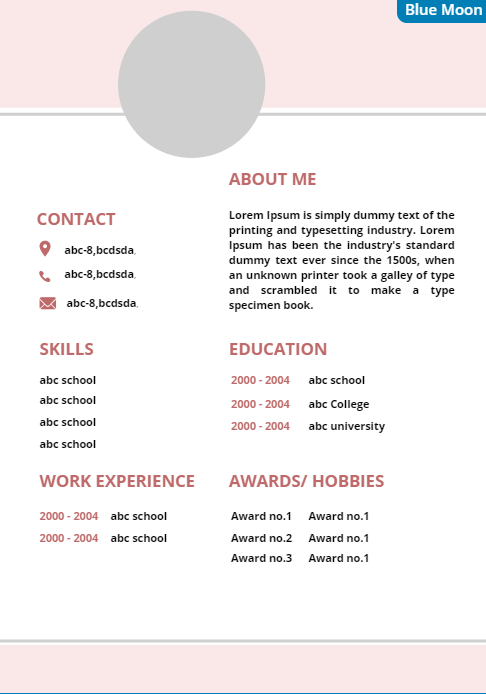 Blue Moon
ABOUT ME
Lorem Ipsum is simply dummy text of the
printing and typesetting industry. Lorem
Ipsum has been the industry's standard
dummy text ever since the 1500s, when
an unknown printer took a galley of type
and scrambled it to make a type
specimen book.
CONTACT
abc-8,bcdsda,
abc-8,bcdsda,
abc-8,bcdsda,
SKILLS
abc school
abc school
abc school
abc school
EDUCATION
2000 - 2004 abc school
2000 - 2004 abc College
2000 - 2004 abc university
WORK EXPERIENCE
2000 - 2004 abc school
2000 - 2004 abc school
AWARDS/ HOBBIES
Award no.1 Award no.1
Award no.2 Award no.1
Award no.3 Award no.1